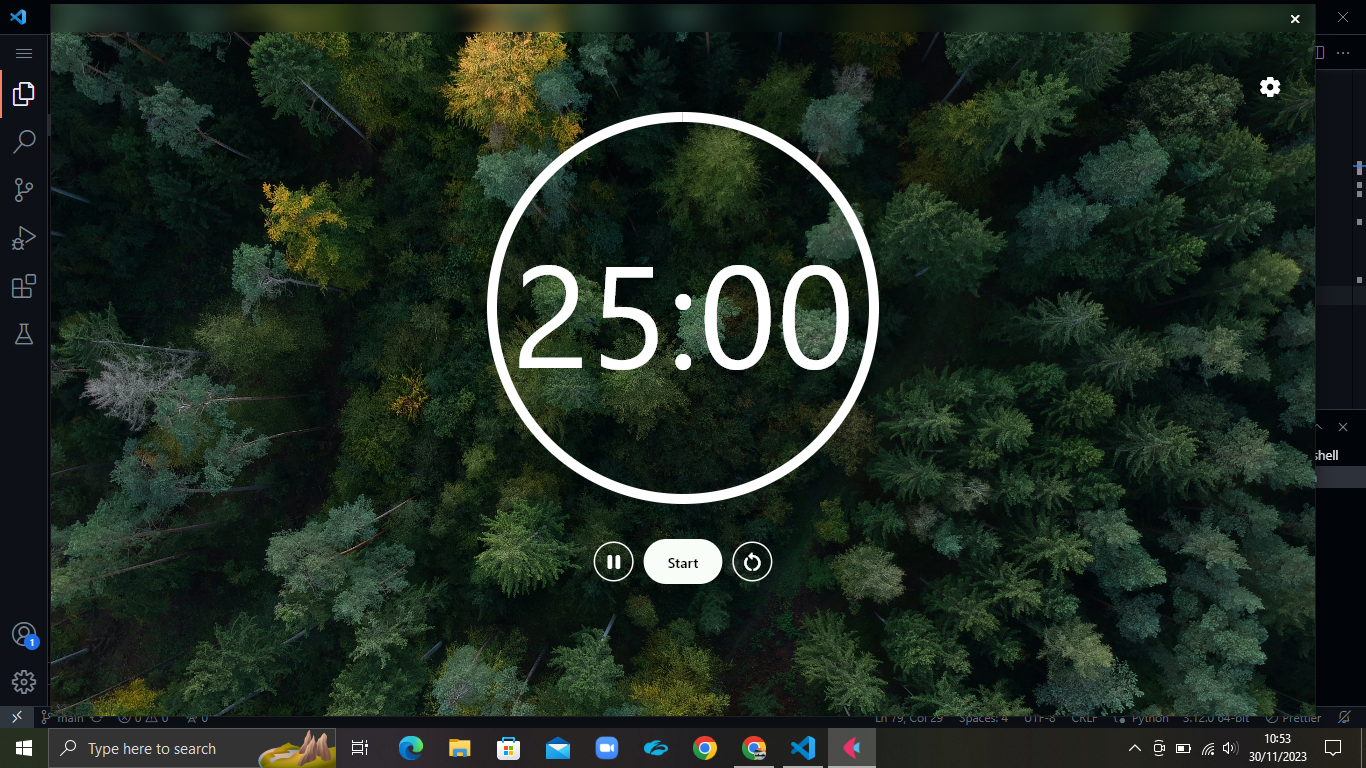 25:00
Start
shell
main
0 0
0
Ln 79, Col 29
Spaces: 4
UTF-8
CRLF
Python
3.12.0 64-bit
Prettier
1
Type here to search
10:53
30/11/2023